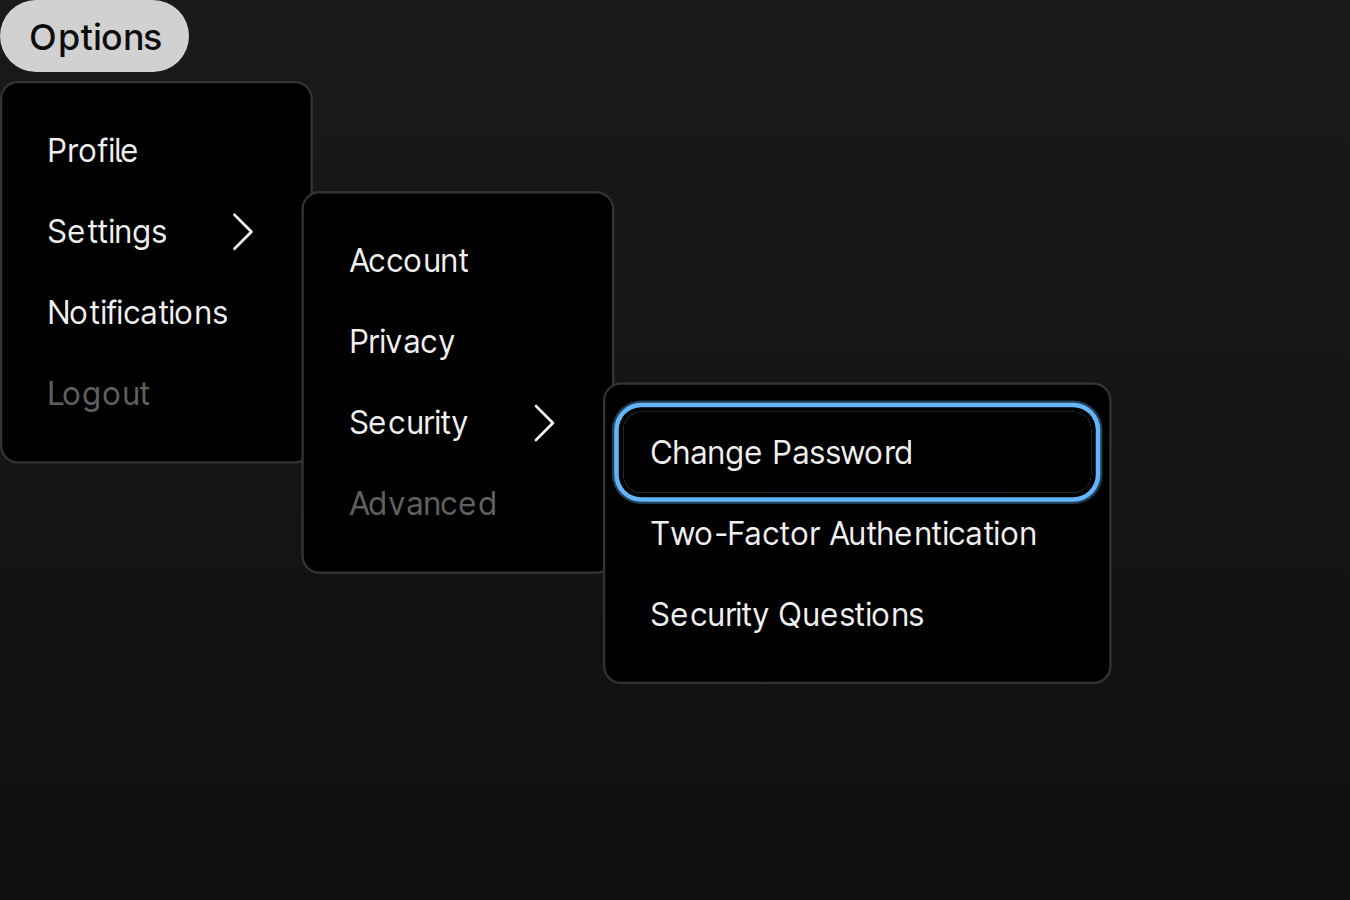 Options
Profile
Settings
Notifications
Logout
Account
Privacy
Security
Advanced
Change Password
Two-Factor Authentication
Security Questions